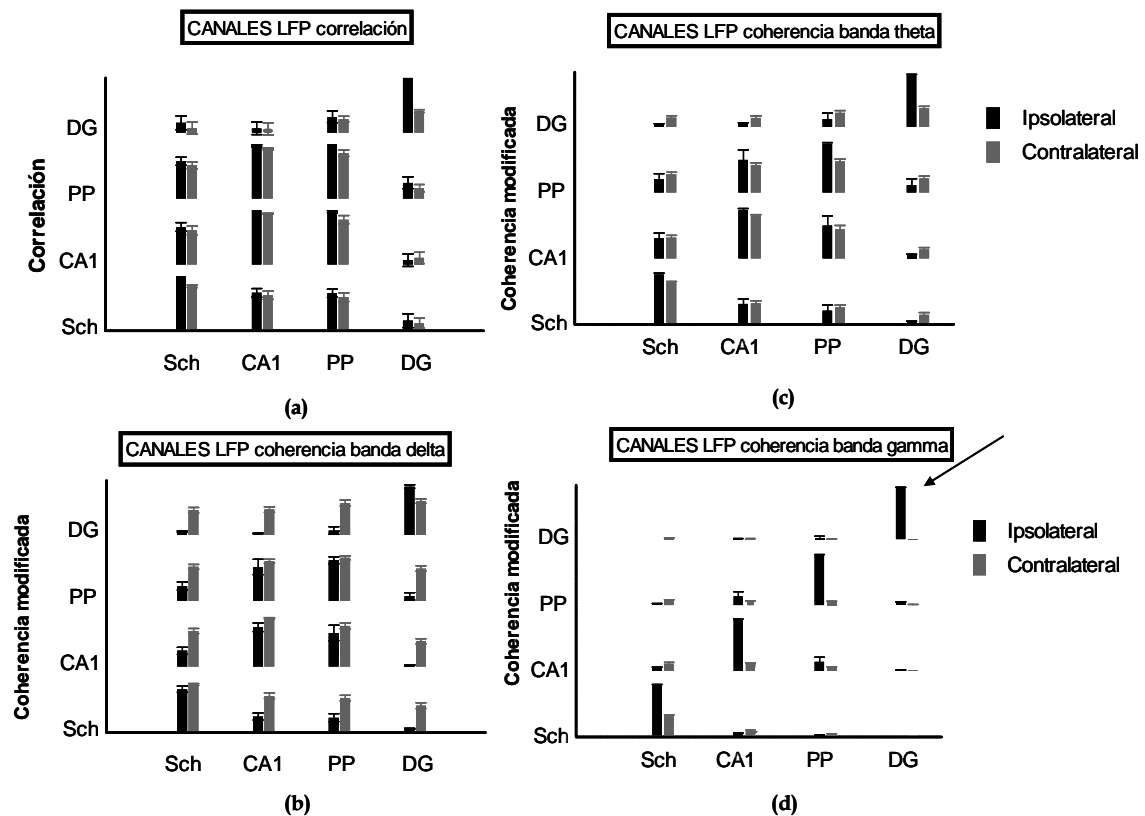 CANALES LFP correlación
Correlación
DG
PP
CA1
Sch
Sch CA1 PP DG
(a)
CANALES LFP coherencia banda theta
Coherencia modificada
DG
PP
CA1
Sch
Sch CA1 PP DG
(c)
Ipsolateral
Contralateral
CANALES LFP coherencia banda delta
Coherencia modificada
DG
PP
CA1
Sch
Sch CA1 PP DG
(b)
CANALES LFP coherencia banda gamma
Coherencia modificada
DG
PP
CA1
Sch
Sch CA1 PP DG
(d)
Ipsolateral
Contralateral